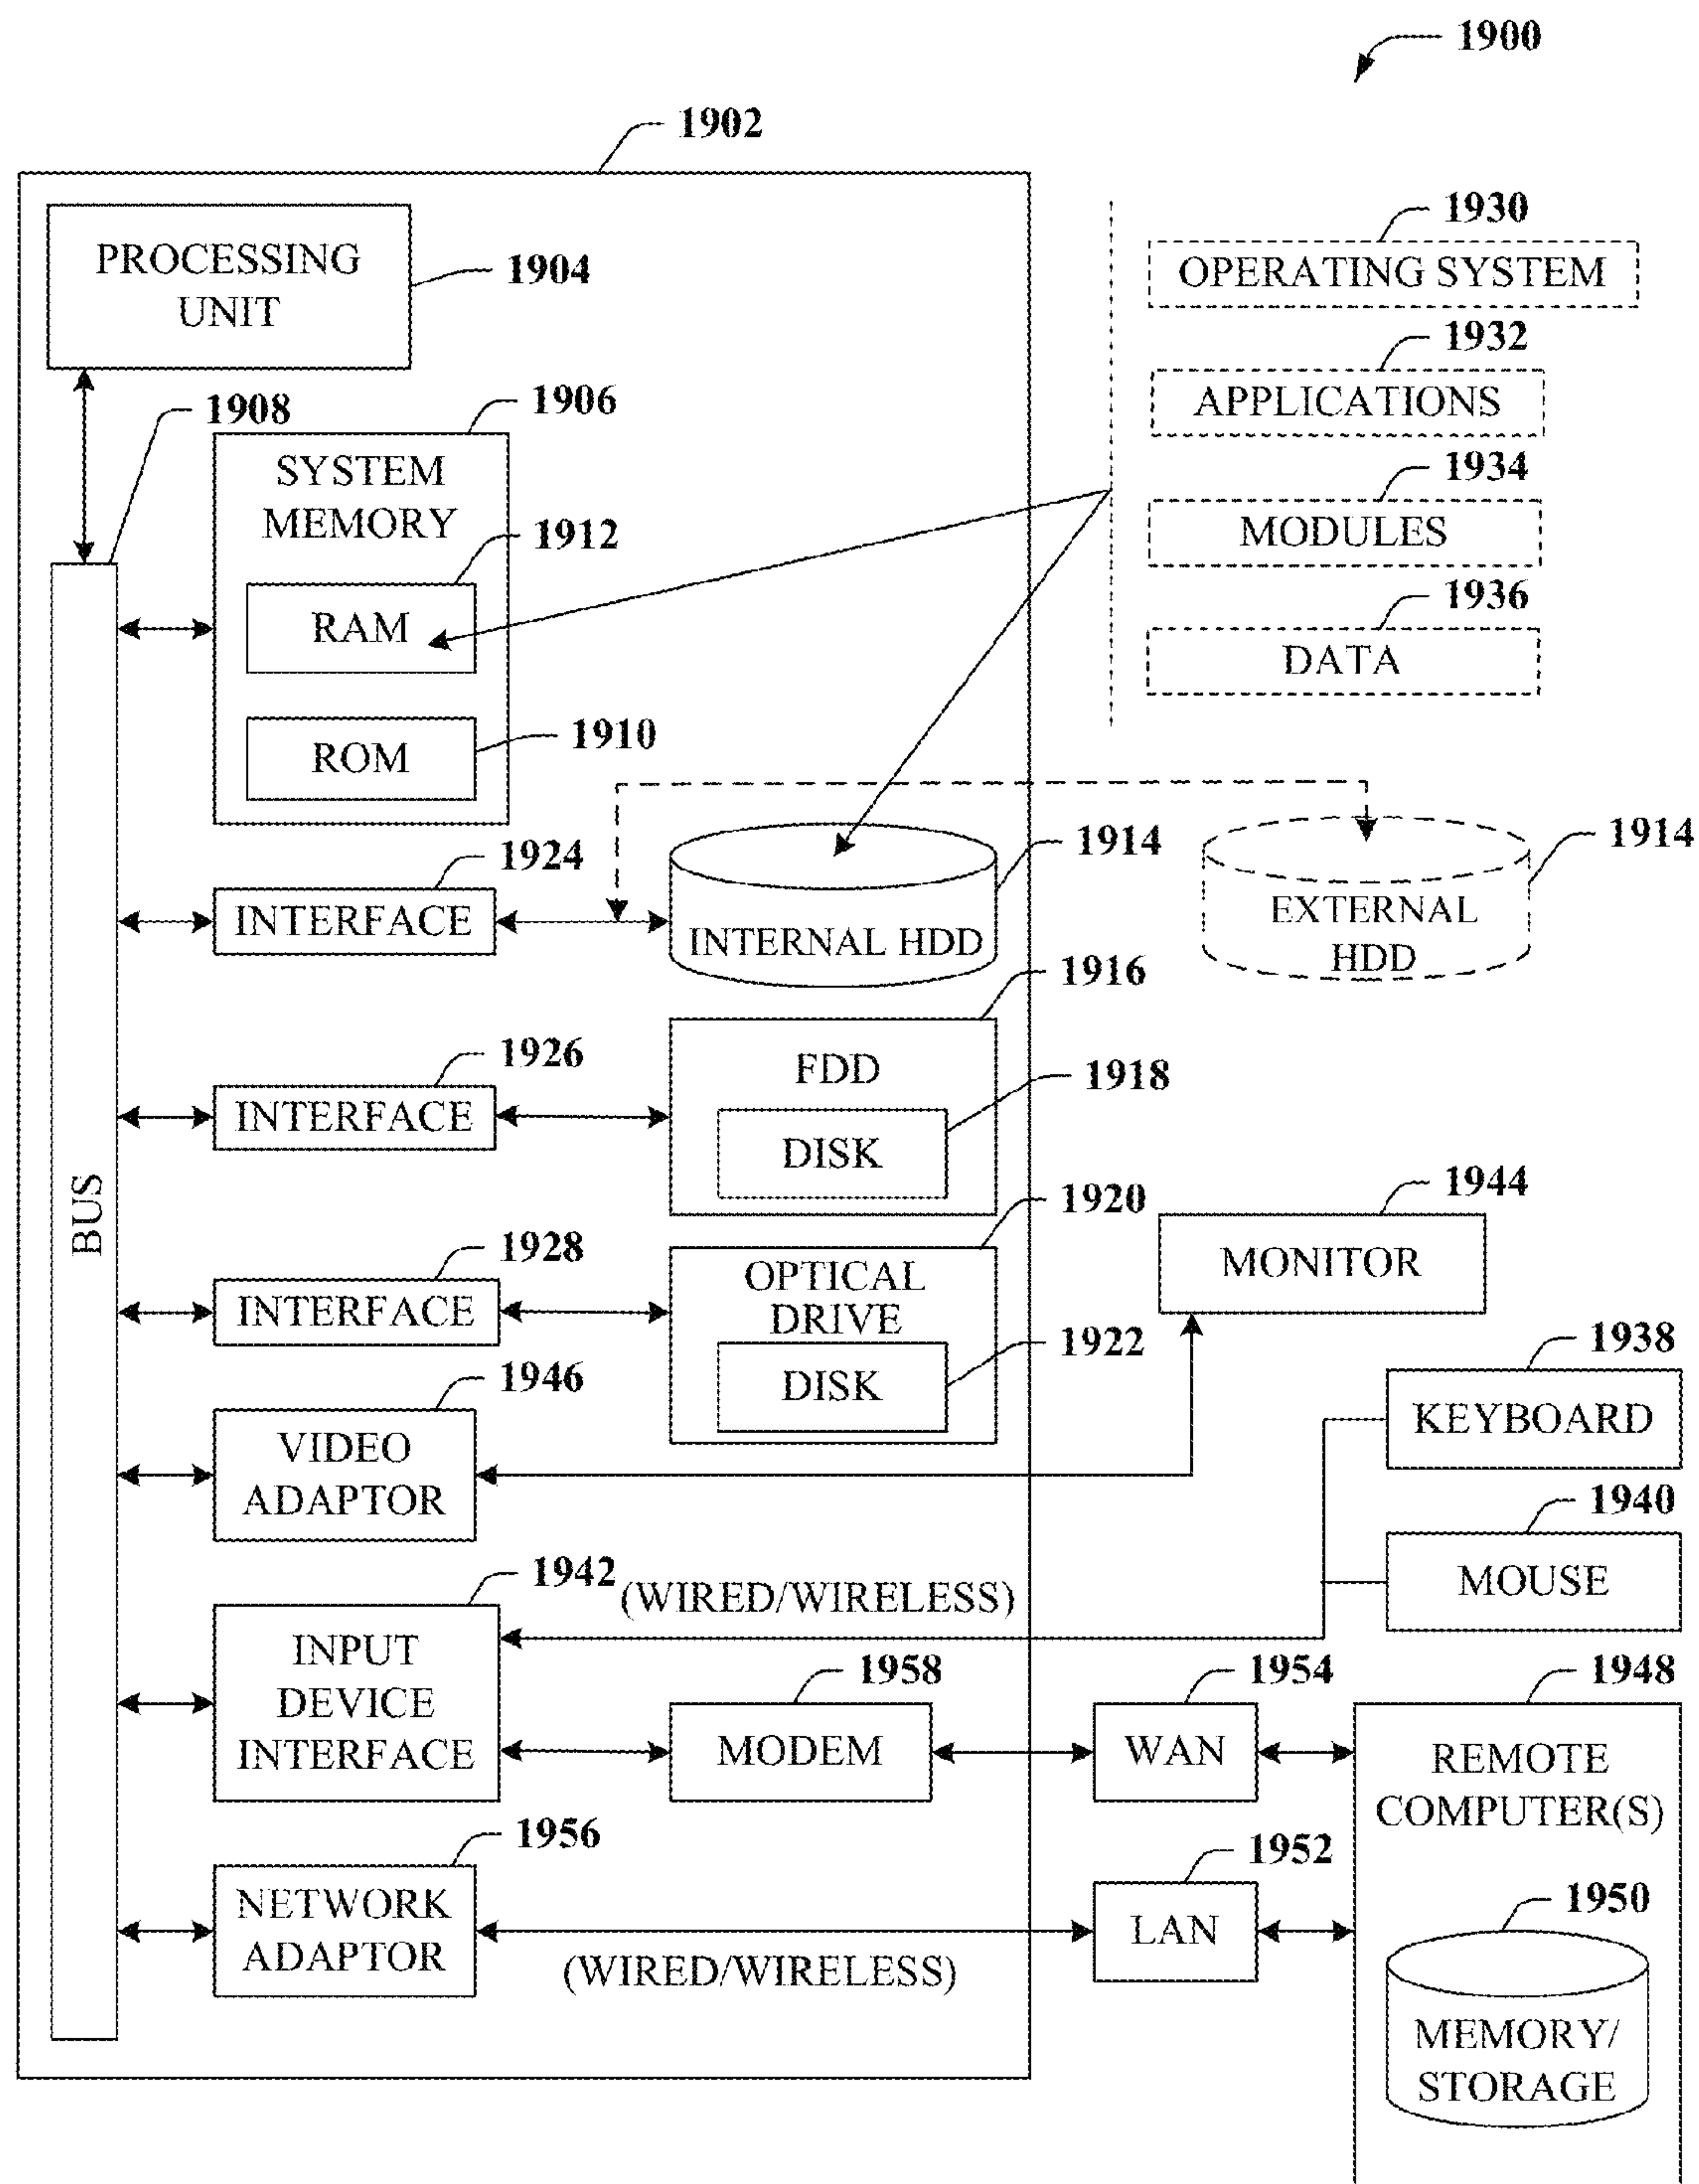 1900
1902
PROCESSING
UNIT
1904
1930
OPERATING SYSTEM
1932
APPLICATIONS
1934
MODULES
1936
DATA
1908
1906
SYSTEM
MEMORY
1912
RAM
1910
ROM
1924
INTERFACE
1914
INTERNAL HDD
1914
EXTERNAL
HDD
1916
FDD
1926
INTERFACE
1918
DISK
BUS
1920
OPTICAL
DRIVE
1928
INTERFACE
1922
DISK
1944
MONITOR
1946
VIDEO
ADAPTOR
1938
KEYBOARD
1940
MOUSE
1942
(WIRED/WIRELESS)
INPUT
DEVICE
INTERFACE
1958
MODEM
1954
WAN
1948
REMOTE
COMPUTER(S)
1956
NETWORK
ADAPTOR
(WIRED/WIRELESS)
1952
LAN
1950
MEMORY/
STORAGE